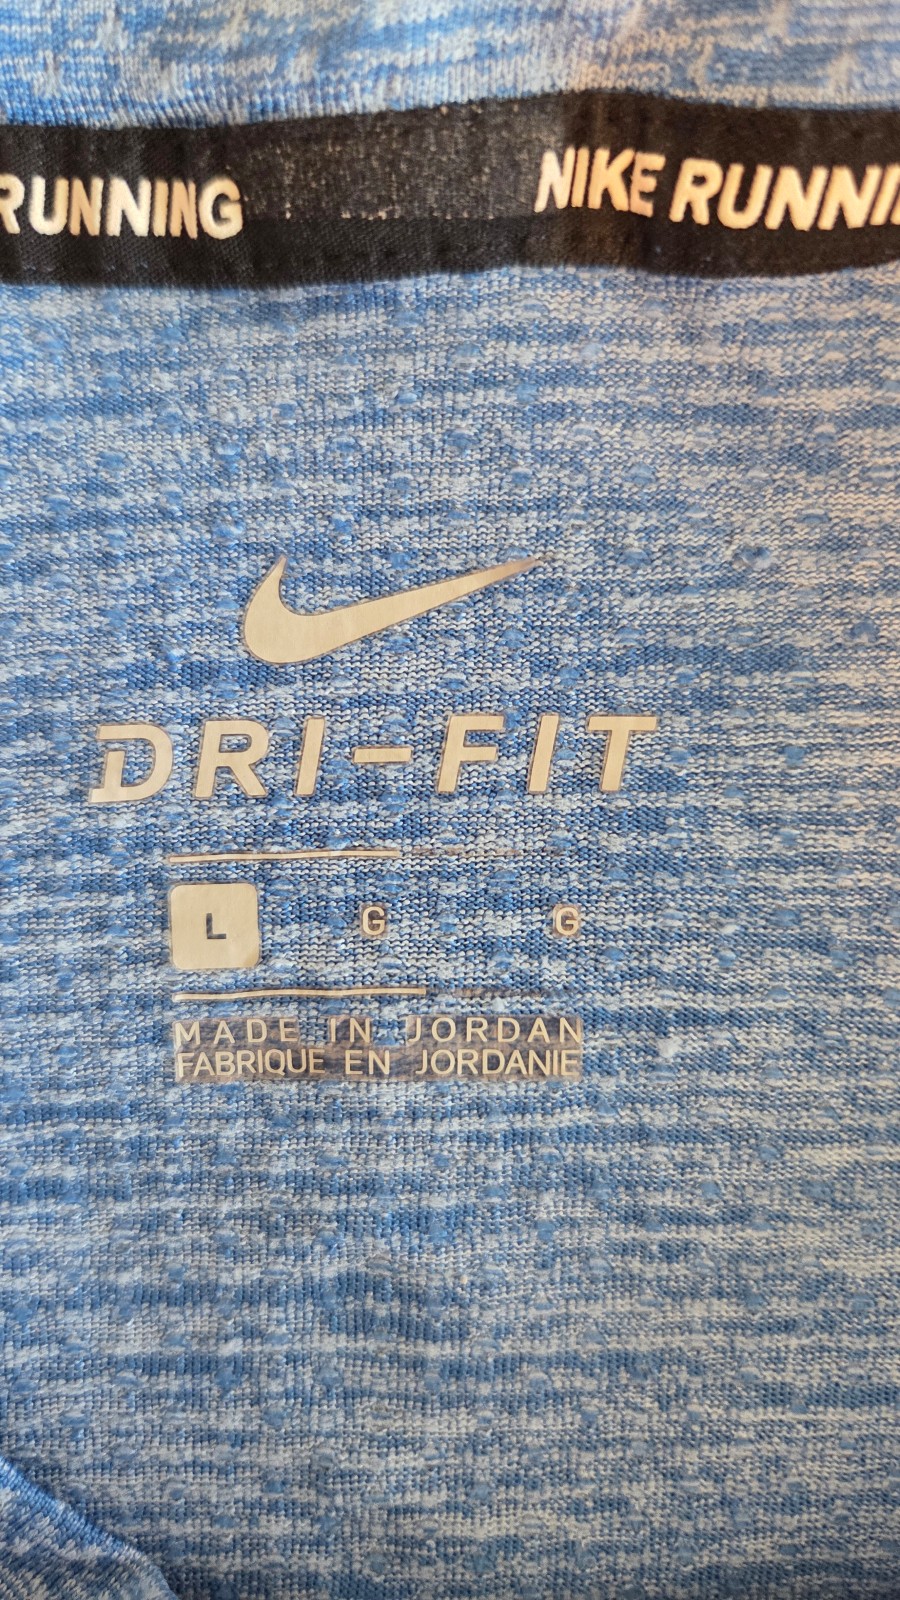 RUNNING NIKE RUNNI
DRI-FIT
L G G
MADE IN JORDAN
FABRIQUE EN JORDANIE